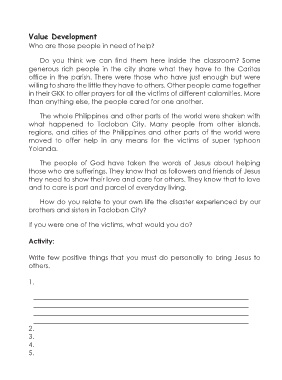 Value Development
Who are those people in need of help?
Do you think we can find them here inside the classroom? Some
generous rich people in the city share what they have to the Caritas
office in the parish. There were those who have just enough but were
willing to share the little they have to others. Other people came together
in their GKK to offer prayers for all the victims of different calamities. More
than anything else, the people cared for one another.
The whole Philippines and other parts of the world were shaken with
what happened to Tacloban City. Many people from other islands,
regions, and cities of the Philippines and other parts of the world were
moved to offer help in any means for the victims of super typhoon
Yolanda.
The people of God have taken the words of Jesus about helping
those who are sufferings. They know that as followers and friends of Jesus
they need to show their love and care for others. They know that to love
and to care is part and parcel of everyday living.
How do you relate to your own life the disaster experienced by our
brothers and sisters in Tacloban City?
If you were one of the victims, what would you do?
Activity:
Write few positive things that you must do personally to bring Jesus to
others.
1.
2.
3.
4.
5.